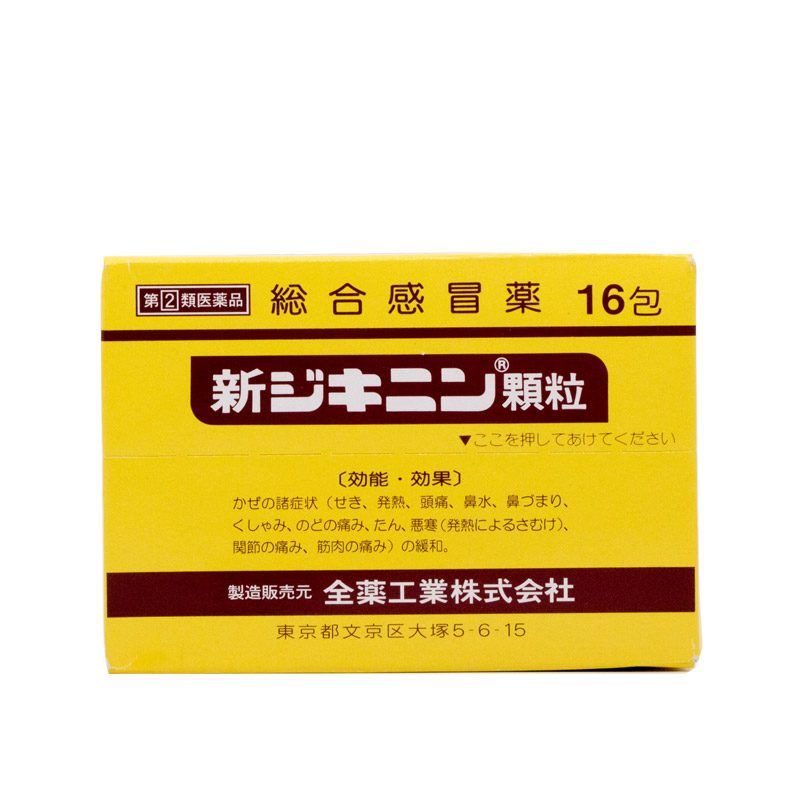 第②類医薬品 総合感冒薬 16包
新ジキニン®顆粒
▼ここを押してあけてください
〔効能・効果〕
かぜの諸症状（せき、発熱、頭痛、鼻水、鼻づまり、
くしゃみ、のどの痛み、たん、悪寒（発熱によるさむけ）、
関節の痛み、筋肉の痛み）の緩和。
製造販売元 全薬工業株式会社
東京都文京区大塚5-6-15